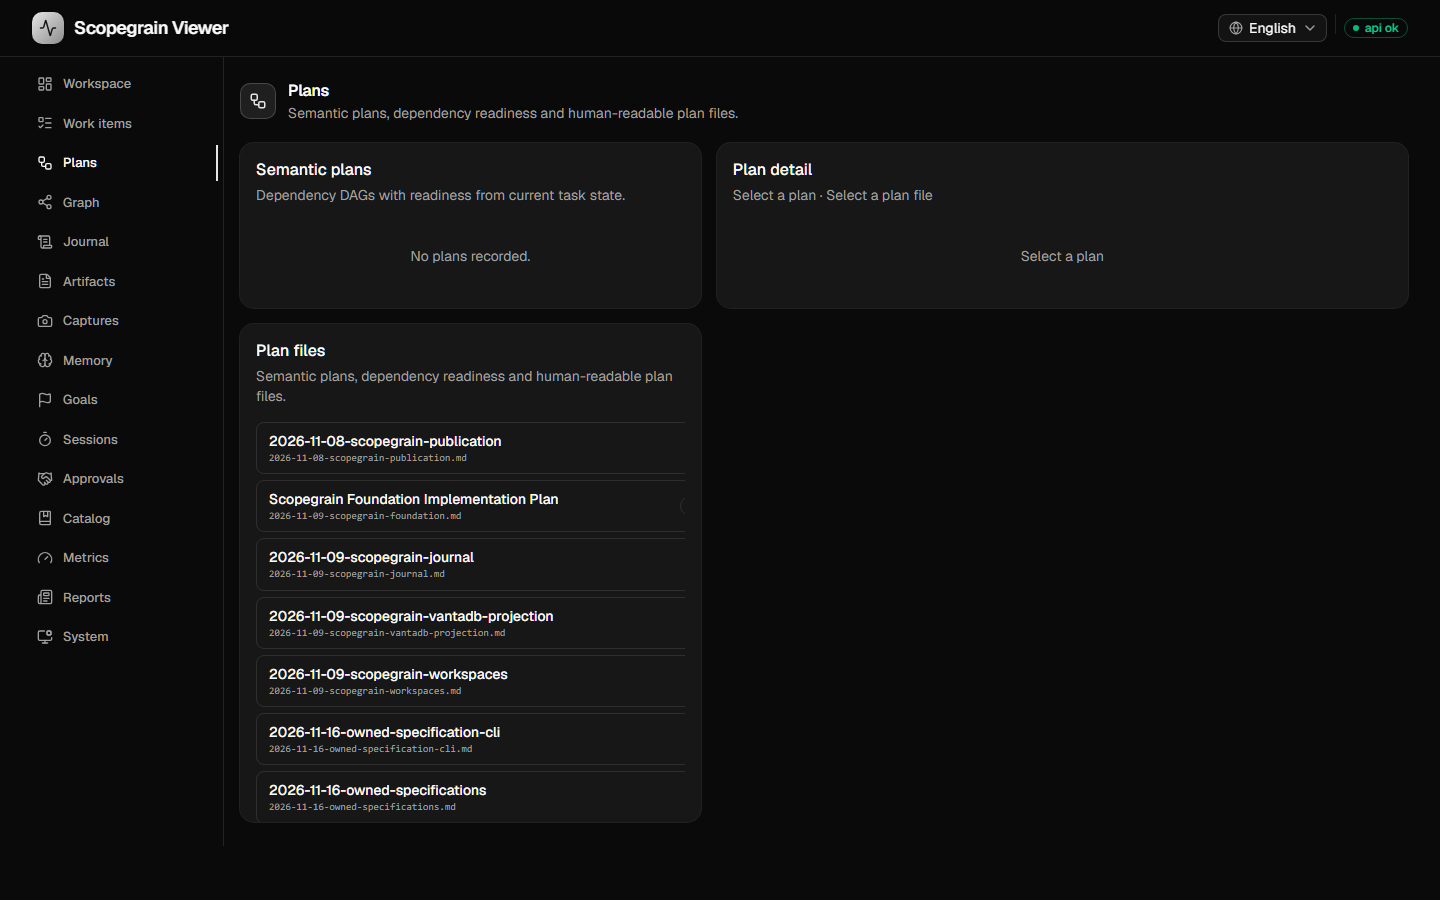 Scopegrain Viewer
English
api ok
Workspace
Work items
Plans
Graph
Journal
Artifacts
Captures
Memory
Goals
Sessions
Approvals
Catalog
Metrics
Reports
System
Plans
Semantic plans, dependency readiness and human-readable plan files.
Semantic plans
Dependency DAGs with readiness from current task state.
No plans recorded.
Plan detail
Select a plan · Select a plan file
Select a plan
Plan files
Semantic plans, dependency readiness and human-readable plan
files.
2026-11-08-scopegrain-publication
2026-11-08-scopegrain-publication.md
Scopegrain Foundation Implementation Plan
2026-11-09-scopegrain-foundation.md
2026-11-09-scopegrain-journal
2026-11-09-scopegrain-journal.md
2026-11-09-scopegrain-vantadb-projection
2026-11-09-scopegrain-vantadb-projection.md
2026-11-09-scopegrain-workspaces
2026-11-09-scopegrain-workspaces.md
2026-11-16-owned-specification-cli
2026-11-16-owned-specification-cli.md
2026-11-16-owned-specifications
2026-11-16-owned-specifications.md